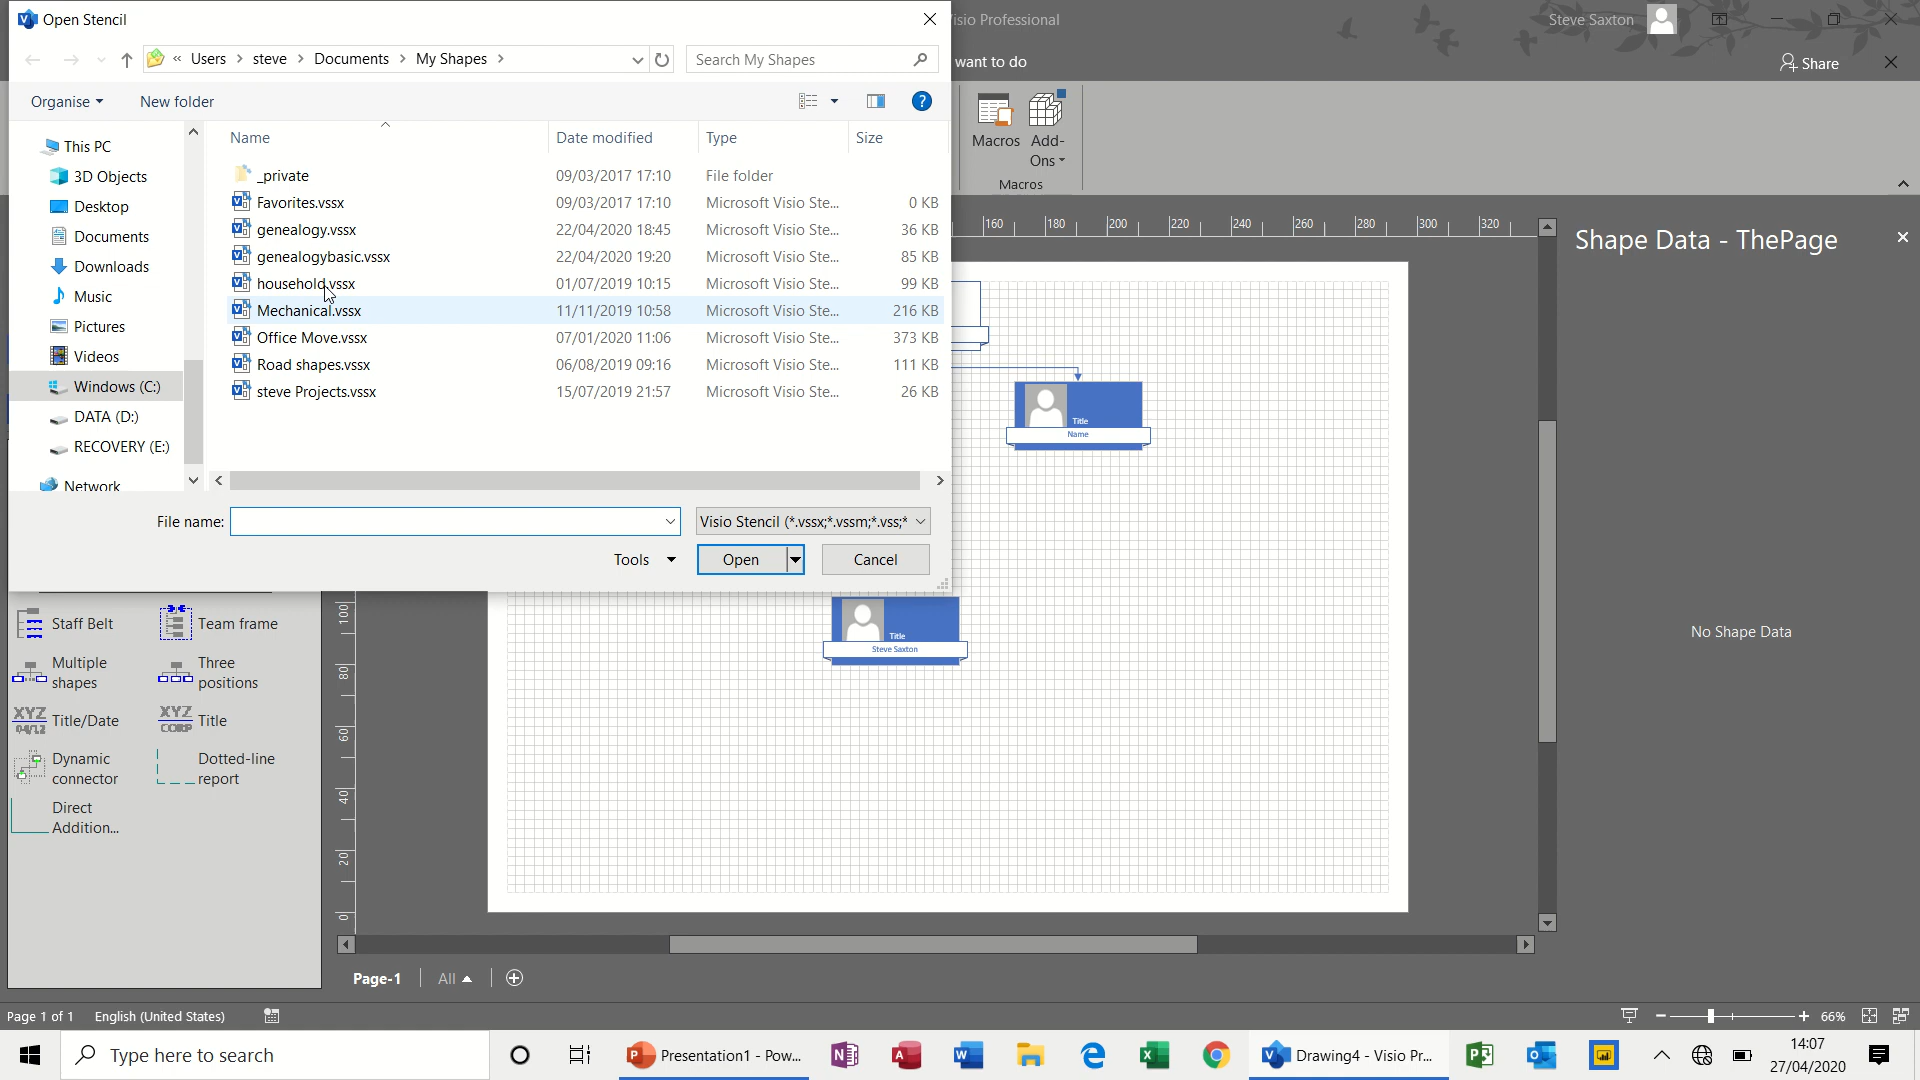 Open Stencil
isio Professional
Steve Saxton
« Users > steve > Documents > My Shapes >
Search My Shapes
want to do
Share
Organise
New folder
Macros
Add-
Ons
Macros
This PC
3D Objects
Desktop
Documents
Downloads
Music
Pictures
Videos
Windows (C:)
DATA (D:)
RECOVERY (E:)
Network
Name Date modified Type Size
_private 09/03/2017 17:10 File folder
Favorites.vssx 09/03/2017 17:10 Microsoft Visio Ste... 0 KB
genealogy.vssx 22/04/2020 18:45 Microsoft Visio Ste... 36 KB
genealogybasic.vssx 22/04/2020 19:20 Microsoft Visio Ste... 85 KB
household.vssx 01/07/2019 10:15 Microsoft Visio Ste... 99 KB
Mechanical.vssx 11/11/2019 10:58 Microsoft Visio Ste... 216 KB
Office Move.vssx 07/01/2020 11:06 Microsoft Visio Ste... 373 KB
Road shapes.vssx 06/08/2019 09:16 Microsoft Visio Ste... 111 KB
steve Projects.vssx 15/07/2019 21:57 Microsoft Visio Ste... 26 KB
File name:
Visio Stencil (*.vssx;*.vssm;*.vss;*
Tools
Open
Cancel
160 180 200 220 240 260 280 300 320
Shape Data - ThePage
No Shape Data
Title
Name
Title
Steve Saxton
100
80
60
40
20
0
Staff Belt
Team frame
Multiple
shapes
Three
positions
XYZ
04/12
Title/Date
XYZ
CORP
Title
Dynamic
connector
Dotted-line
report
Direct
Addition...
Page-1
All
Page 1 of 1
English (United States)
66%
Type here to search
Presentation1 - Pow...
Drawing4 - Visio Pr...
14:07
27/04/2020